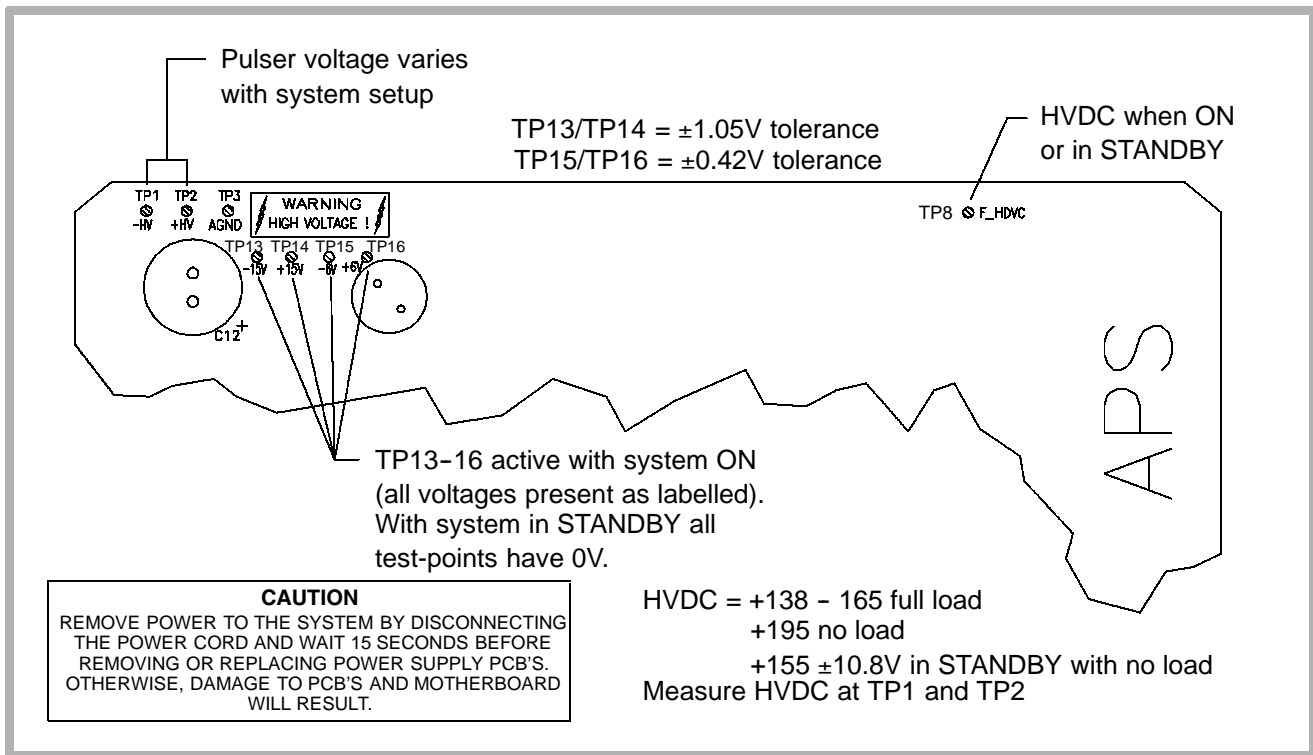 Pulser voltage varies
with system setup
TP13/TP14 = ±1.05V tolerance
TP15/TP16 = ±0.42V tolerance
HVDC when ON
or in STANDBY
TP1 TP2 TP3
-HV +HV AGND
WARNING
HIGH VOLTAGE !
TP8 F_HDVC
TP13 TP14 TP15 TP16
-15V +15V -6V +6V
C12 +
APS
TP13-16 active with system ON
(all voltages present as labelled).
With system in STANDBY all
test-points have 0V.
CAUTION
REMOVE POWER TO THE SYSTEM BY DISCONNECTING
THE POWER CORD AND WAIT 15 SECONDS BEFORE
REMOVING OR REPLACING POWER SUPPLY PCB'S.
OTHERWISE, DAMAGE TO PCB'S AND MOTHERBOARD
WILL RESULT.
HVDC = +138 - 165 full load
+195 no load
+155 ±10.8V in STANDBY with no load
Measure HVDC at TP1 and TP2